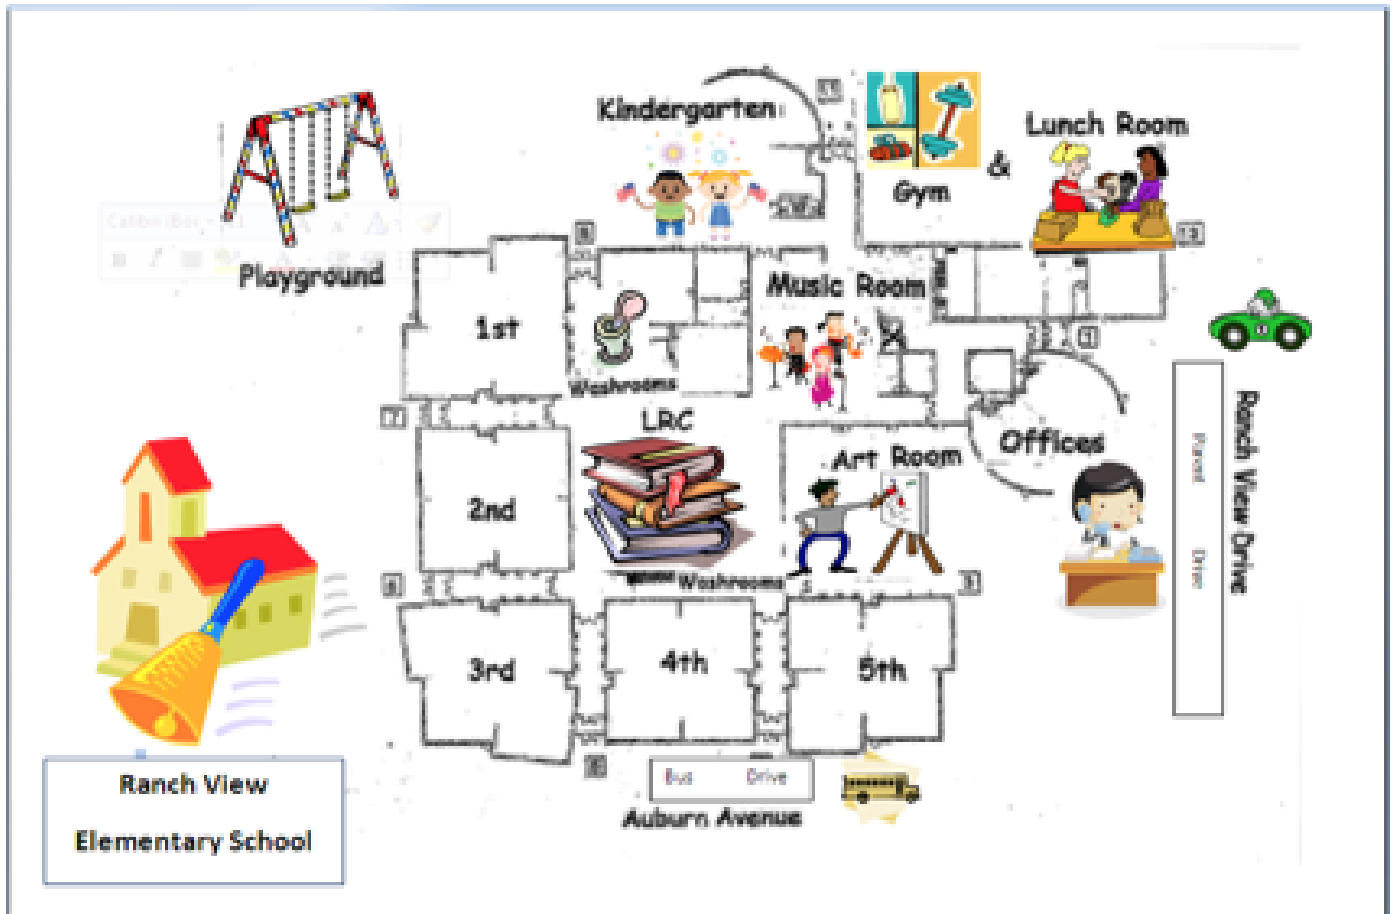 Kindergarten
Lunch Room
&
Gym
Playground
Music Room
1st
Washrooms
LRC
Offices
Art Room
2nd
Washrooms
Ranch View Drive
3rd
4th
5th
Bus Drive
Auburn Avenue
Ranch View
Elementary School